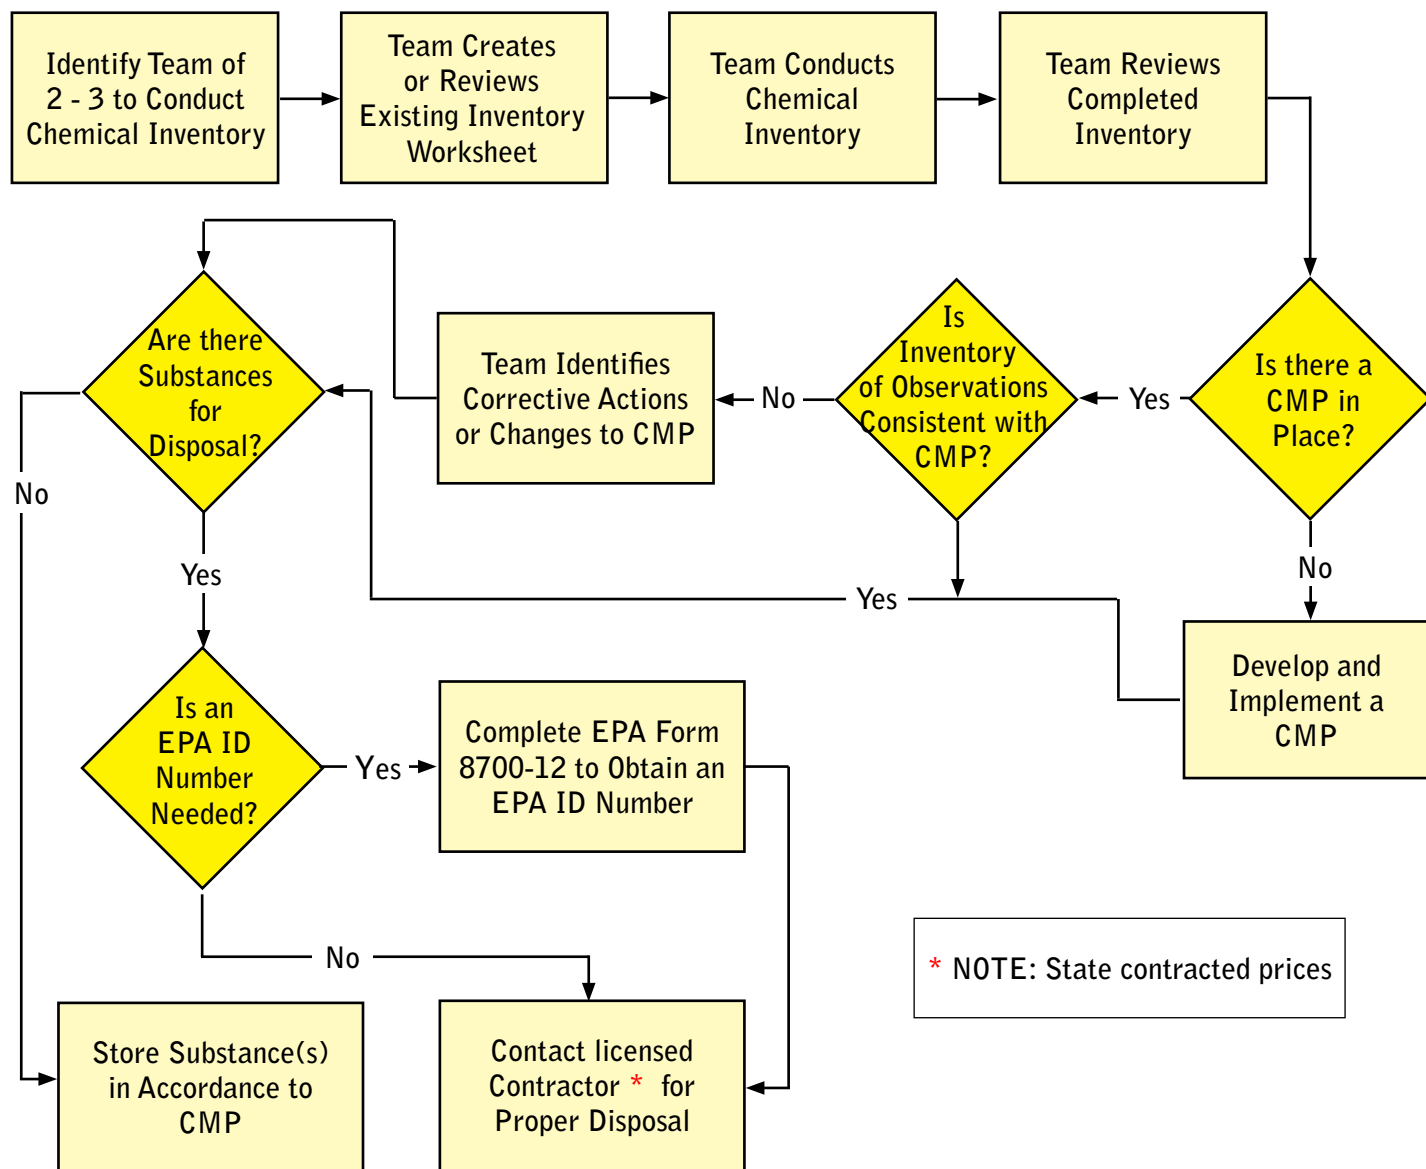 Identify Team of
2 - 3 to Conduct
Chemical Inventory
Team Creates
or Reviews
Existing Inventory
Worksheet
Team Conducts
Chemical
Inventory
Team Reviews
Completed
Inventory
Are there
Substances
for
Disposal?
Team Identifies
Corrective Actions
or Changes to CMP
No
Is
Inventory
of Observations
Consistent with
CMP?
Yes
Is there a
CMP in
Place?
No
Yes
Yes
No
Develop and
Implement a
CMP
Is an
EPA ID
Number
Needed?
Yes
Complete EPA Form
8700-12 to Obtain an
EPA ID Number
No
* NOTE: State contracted prices
Store Substance(s)
in Accordance to
CMP
Contact licensed
Contractor * for
Proper Disposal